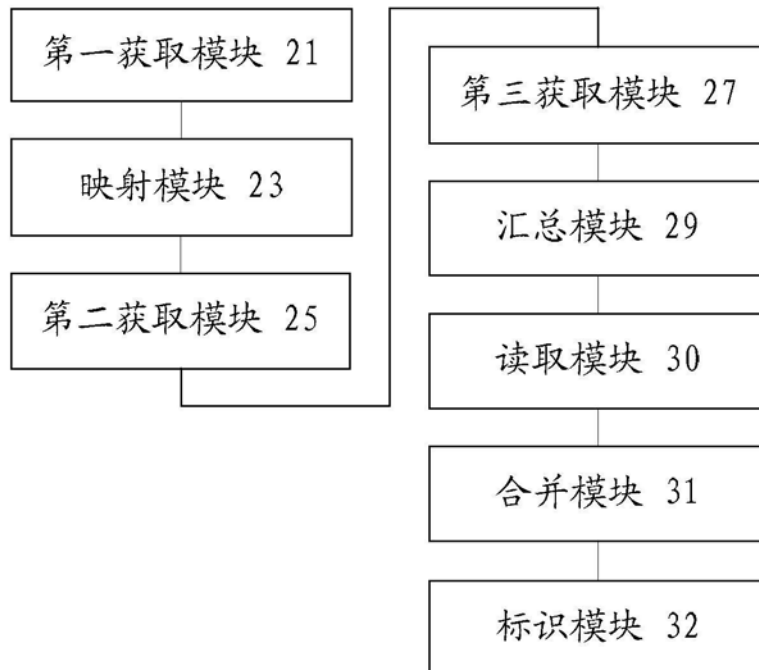 第一获取模块 21
映射模块 23
第二获取模块 25
第三获取模块 27
汇总模块 29
读取模块 30
合并模块 31
标识模块 32